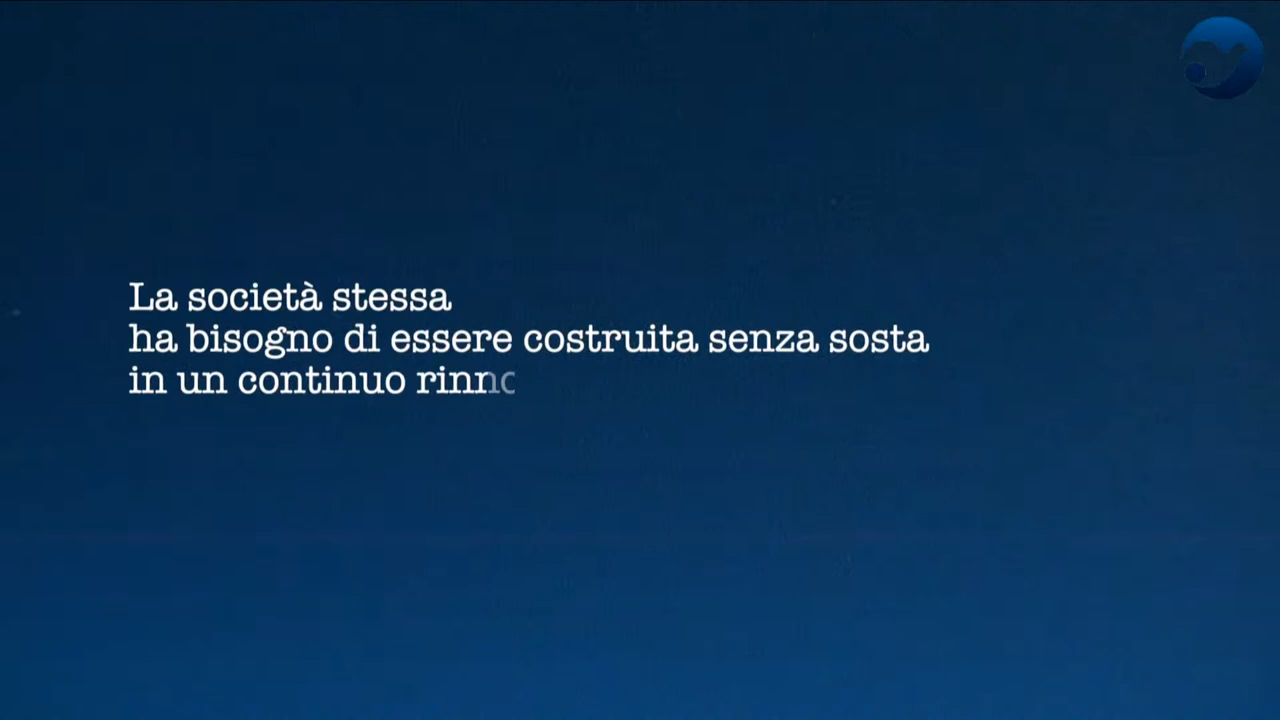 La società stessa
ha bisogno di essere costruita senza sosta
in un continuo rinno